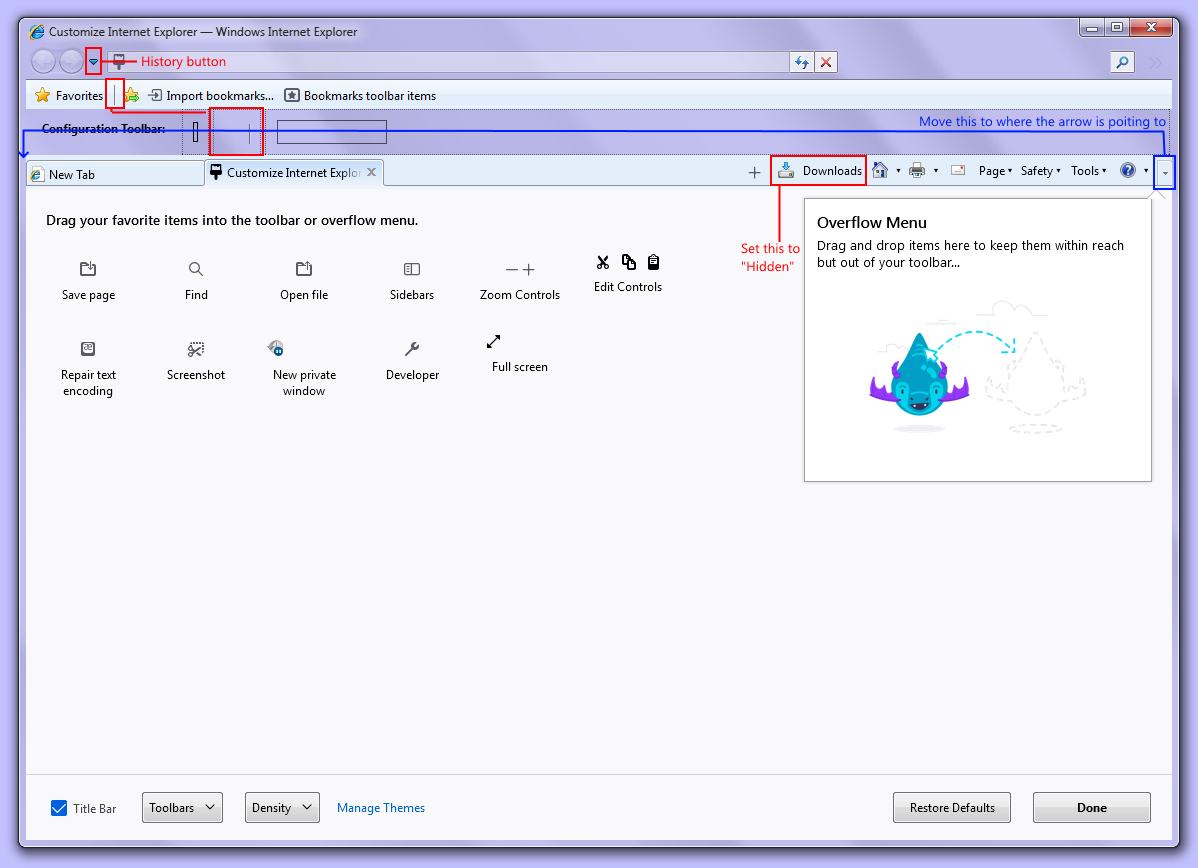 Customize Internet Explorer — Windows Internet Explorer
History button
Favorites
Import bookmarks...
Bookmarks toolbar items
Configuration Toolbar:
Move this to where the arrow is poiting to
New Tab
Customize Internet Explor
Downloads
Page
Safety
Tools
Drag your favorite items into the toolbar or overflow menu.
Set this to
"Hidden"
Overflow Menu
Drag and drop items here to keep them within reach
but out of your toolbar...
Save page
Find
Open file
Sidebars
Zoom Controls
Edit Controls
Repair text
encoding
Screenshot
New private
window
Developer
Full screen
Title Bar
Toolbars
Density
Manage Themes
Restore Defaults
Done